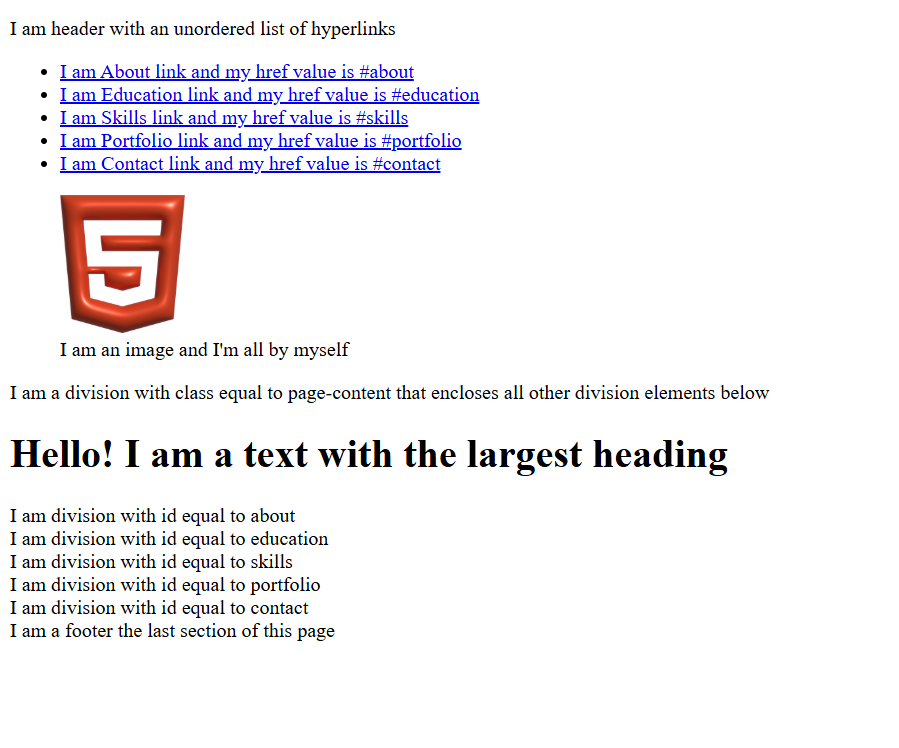 I am header with an unordered list of hyperlinks
I am About link and my href value is #about
I am Education link and my href value is #education
I am Skills link and my href value is #skills
I am Portfolio link and my href value is #portfolio
I am Contact link and my href value is #contact
I am an image and I'm all by myself
I am a division with class equal to page-content that encloses all other division elements below
Hello! I am a text with the largest heading
I am division with id equal to about
I am division with id equal to education
I am division with id equal to skills
I am division with id equal to portfolio
I am division with id equal to contact
I am a footer the last section of this page